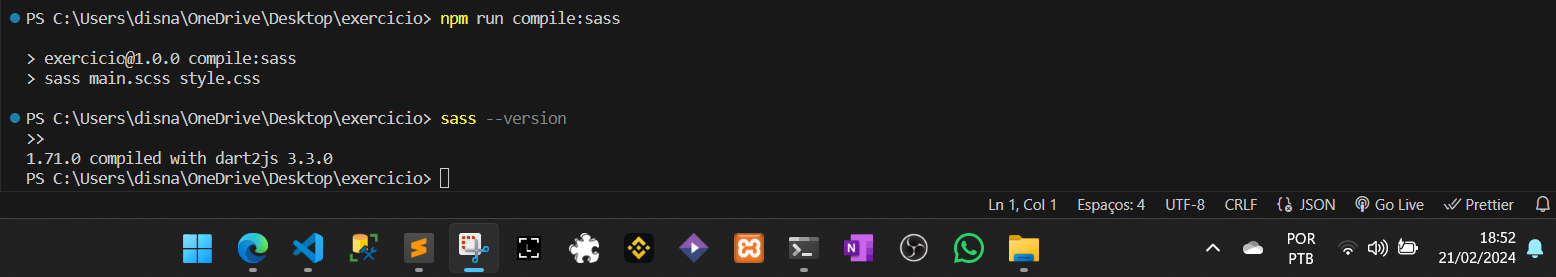 PS C:\Users\disna\OneDrive\Desktop\exercicio> npm run compile:sass
> exercicio@1.0.0 compile:sass
> sass main.scss style.css
PS C:\Users\disna\OneDrive\Desktop\exercicio> sass --version
>>
1.71.0 compiled with dart2js 3.3.0
PS C:\Users\disna\OneDrive\Desktop\exercicio>
Ln 1, Col 1 Espaços: 4 UTF-8 CRLF JSON Go Live Prettier
POR
PTB
18:52
21/02/2024